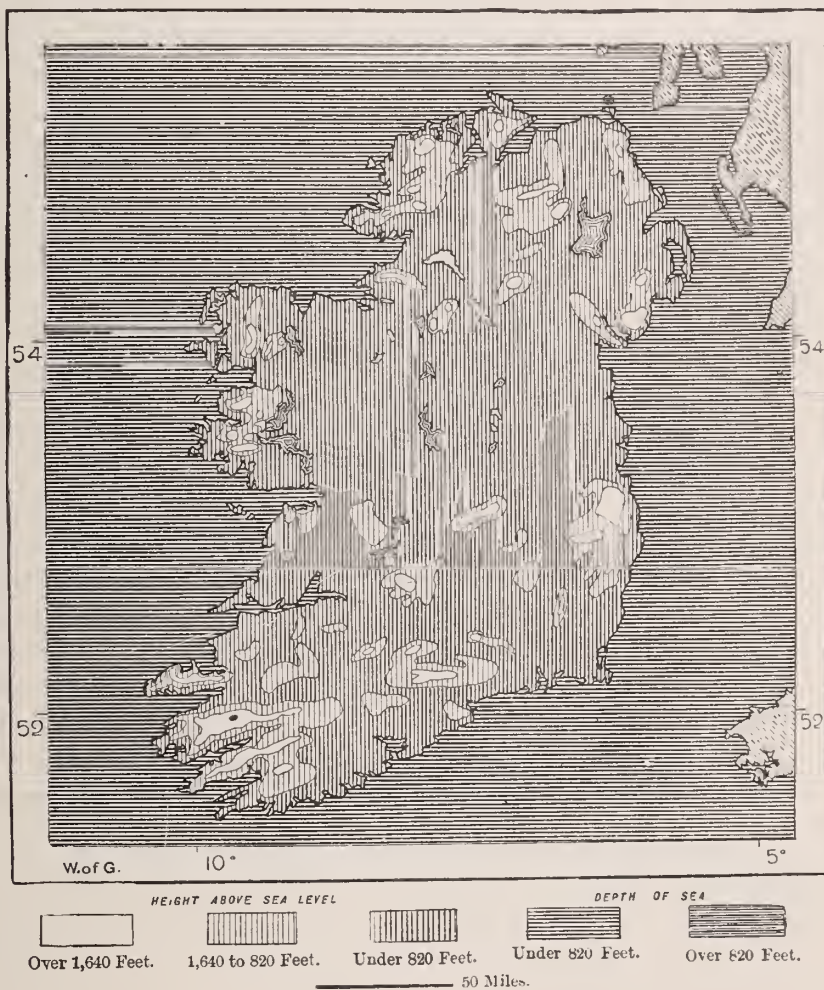 54
54
52
52
W. of G.
10°
5°
HEIGHT ABOVE SEA LEVEL
DEPTH OF SEA
Over 1,640 Feet.
1,640 to 820 Feet.
Under 820 Feet.
Under 820 Feet.
Over 820 Feet.
50 Miles.